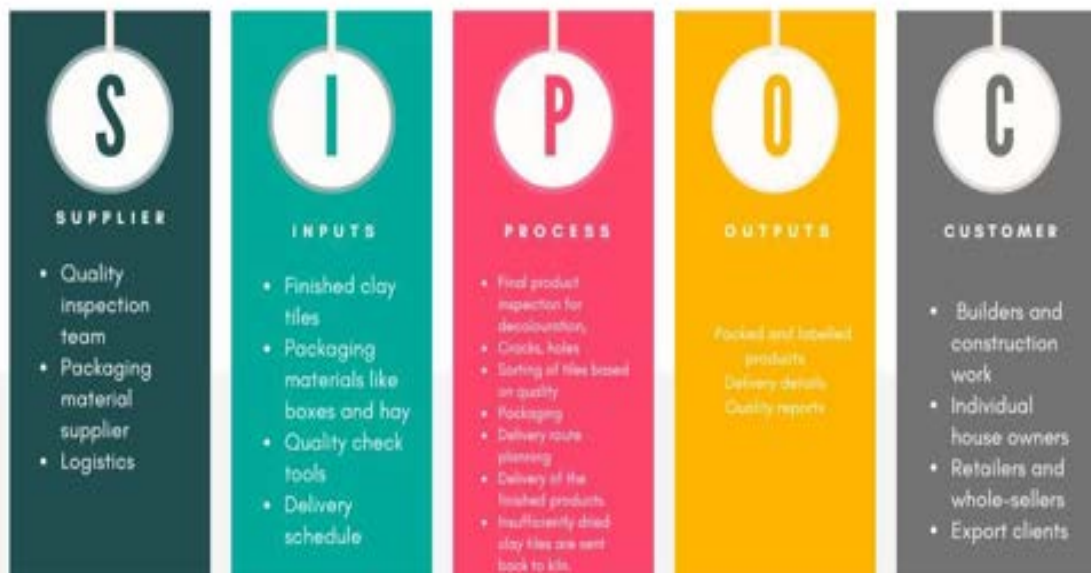 S
SUPPLIER
• Quality
inspection
team
• Packaging
material
supplier
• Logistics
I
INPUTS
• Finished clay
tiles
• Packaging
materials like
boxes and hay
• Quality check
tools
• Delivery
schedule
P
PROCESS
• Final product
inspection for
decolouration,
• Cracks, holes
• Sorting of tiles based
on quality
• Packaging
• Delivery route
planning
• Delivery of the
finished products.
• Insufficiently dried
clay tiles are sent
back to kiln.
O
OUTPUTS
Packed and labelled
products
Delivery details
Quality reports
C
CUSTOMER
• Builders and
construction
work
• Individual
house owners
• Retailers and
whole-sellers
• Export clients